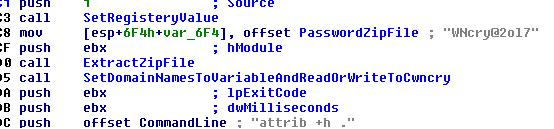 push 1 ; Source
C3 call SetRegisteryValue
C8 mov [esp+6F4h+var_6F4], offset PasswordZipFile ; "WNcry@2ol7"
CF push ebx ; hModule
D0 call ExtractZipFile
D5 call SetDomainNamesToVariableAndReadOrWriteToCwncry
DA push ebx ; lpExitCode
DB push ebx ; dwMilliseconds
DC push offset CommandLine ; "attrib +h ."